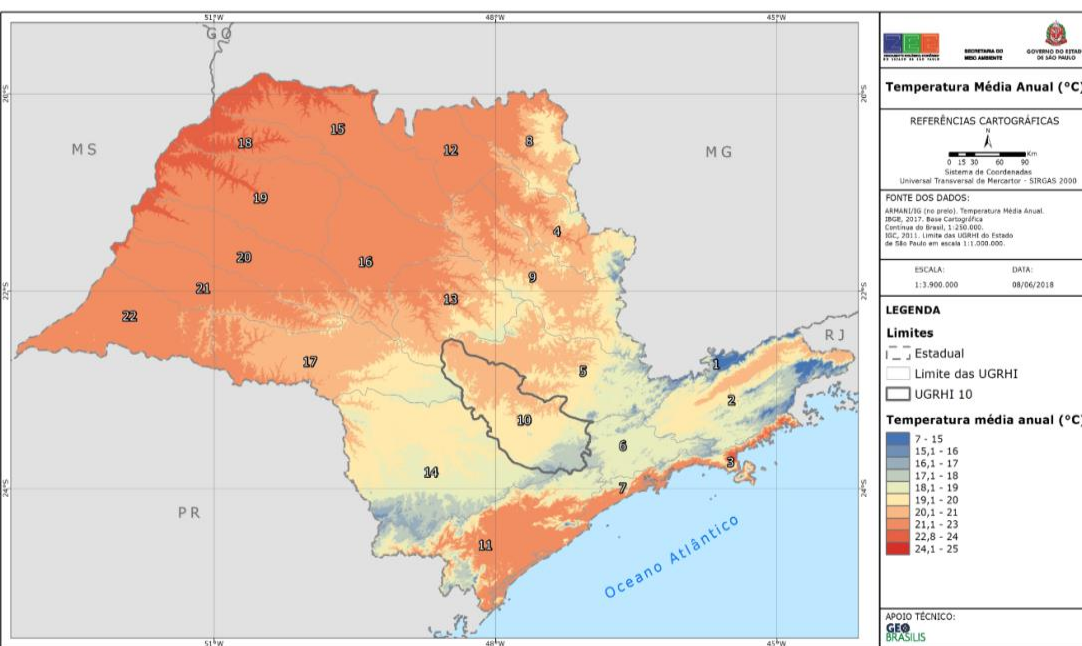 51°W
48°W
45°W
GO
20°S
20°S
15
8
18
12
MS
MG
19
4
20
16
9
22°S
21
13
22°S
22
RJ
17
1
5
2
10
6
3
14
24°S
7
24°S
PR
11
Oceano Atlântico
51°W
48°W
45°W
ZEE
SECRETARIA DO
MEIO AMBIENTE
GOVERNO DO ESTADO
DE SÃO PAULO
Temperatura Média Anual (°C)
REFERÊNCIAS CARTOGRÁFICAS
N
Km
0 15 30 60 90
Sistema de Coordenadas
Universal Transversal de Mercartor - SIRGAS 2000
FONTE DOS DADOS:
ARMANI/IG (no prelo). Temperatura Média Anual.
IBGE, 2017. Base Cartográfica
Contínua do Brasil, 1:250.000.
IGC, 2011. Limite das UGRHI do Estado
de São Paulo em escala 1:1.000.000.
ESCALA:
DATA:
1:3.900.000
08/06/2018
LEGENDA
Limites
Estadual
Limite das UGRHI
UGRHI 10
Temperatura média anual (°C)
7 - 15
15,1 - 16
16,1 - 17
17,1 - 18
18,1 - 19
19,1 - 20
20,1 - 21
21,1 - 23
22,8 - 24
24,1 - 25
APOIO TÉCNICO:
GEO
BRASILIS